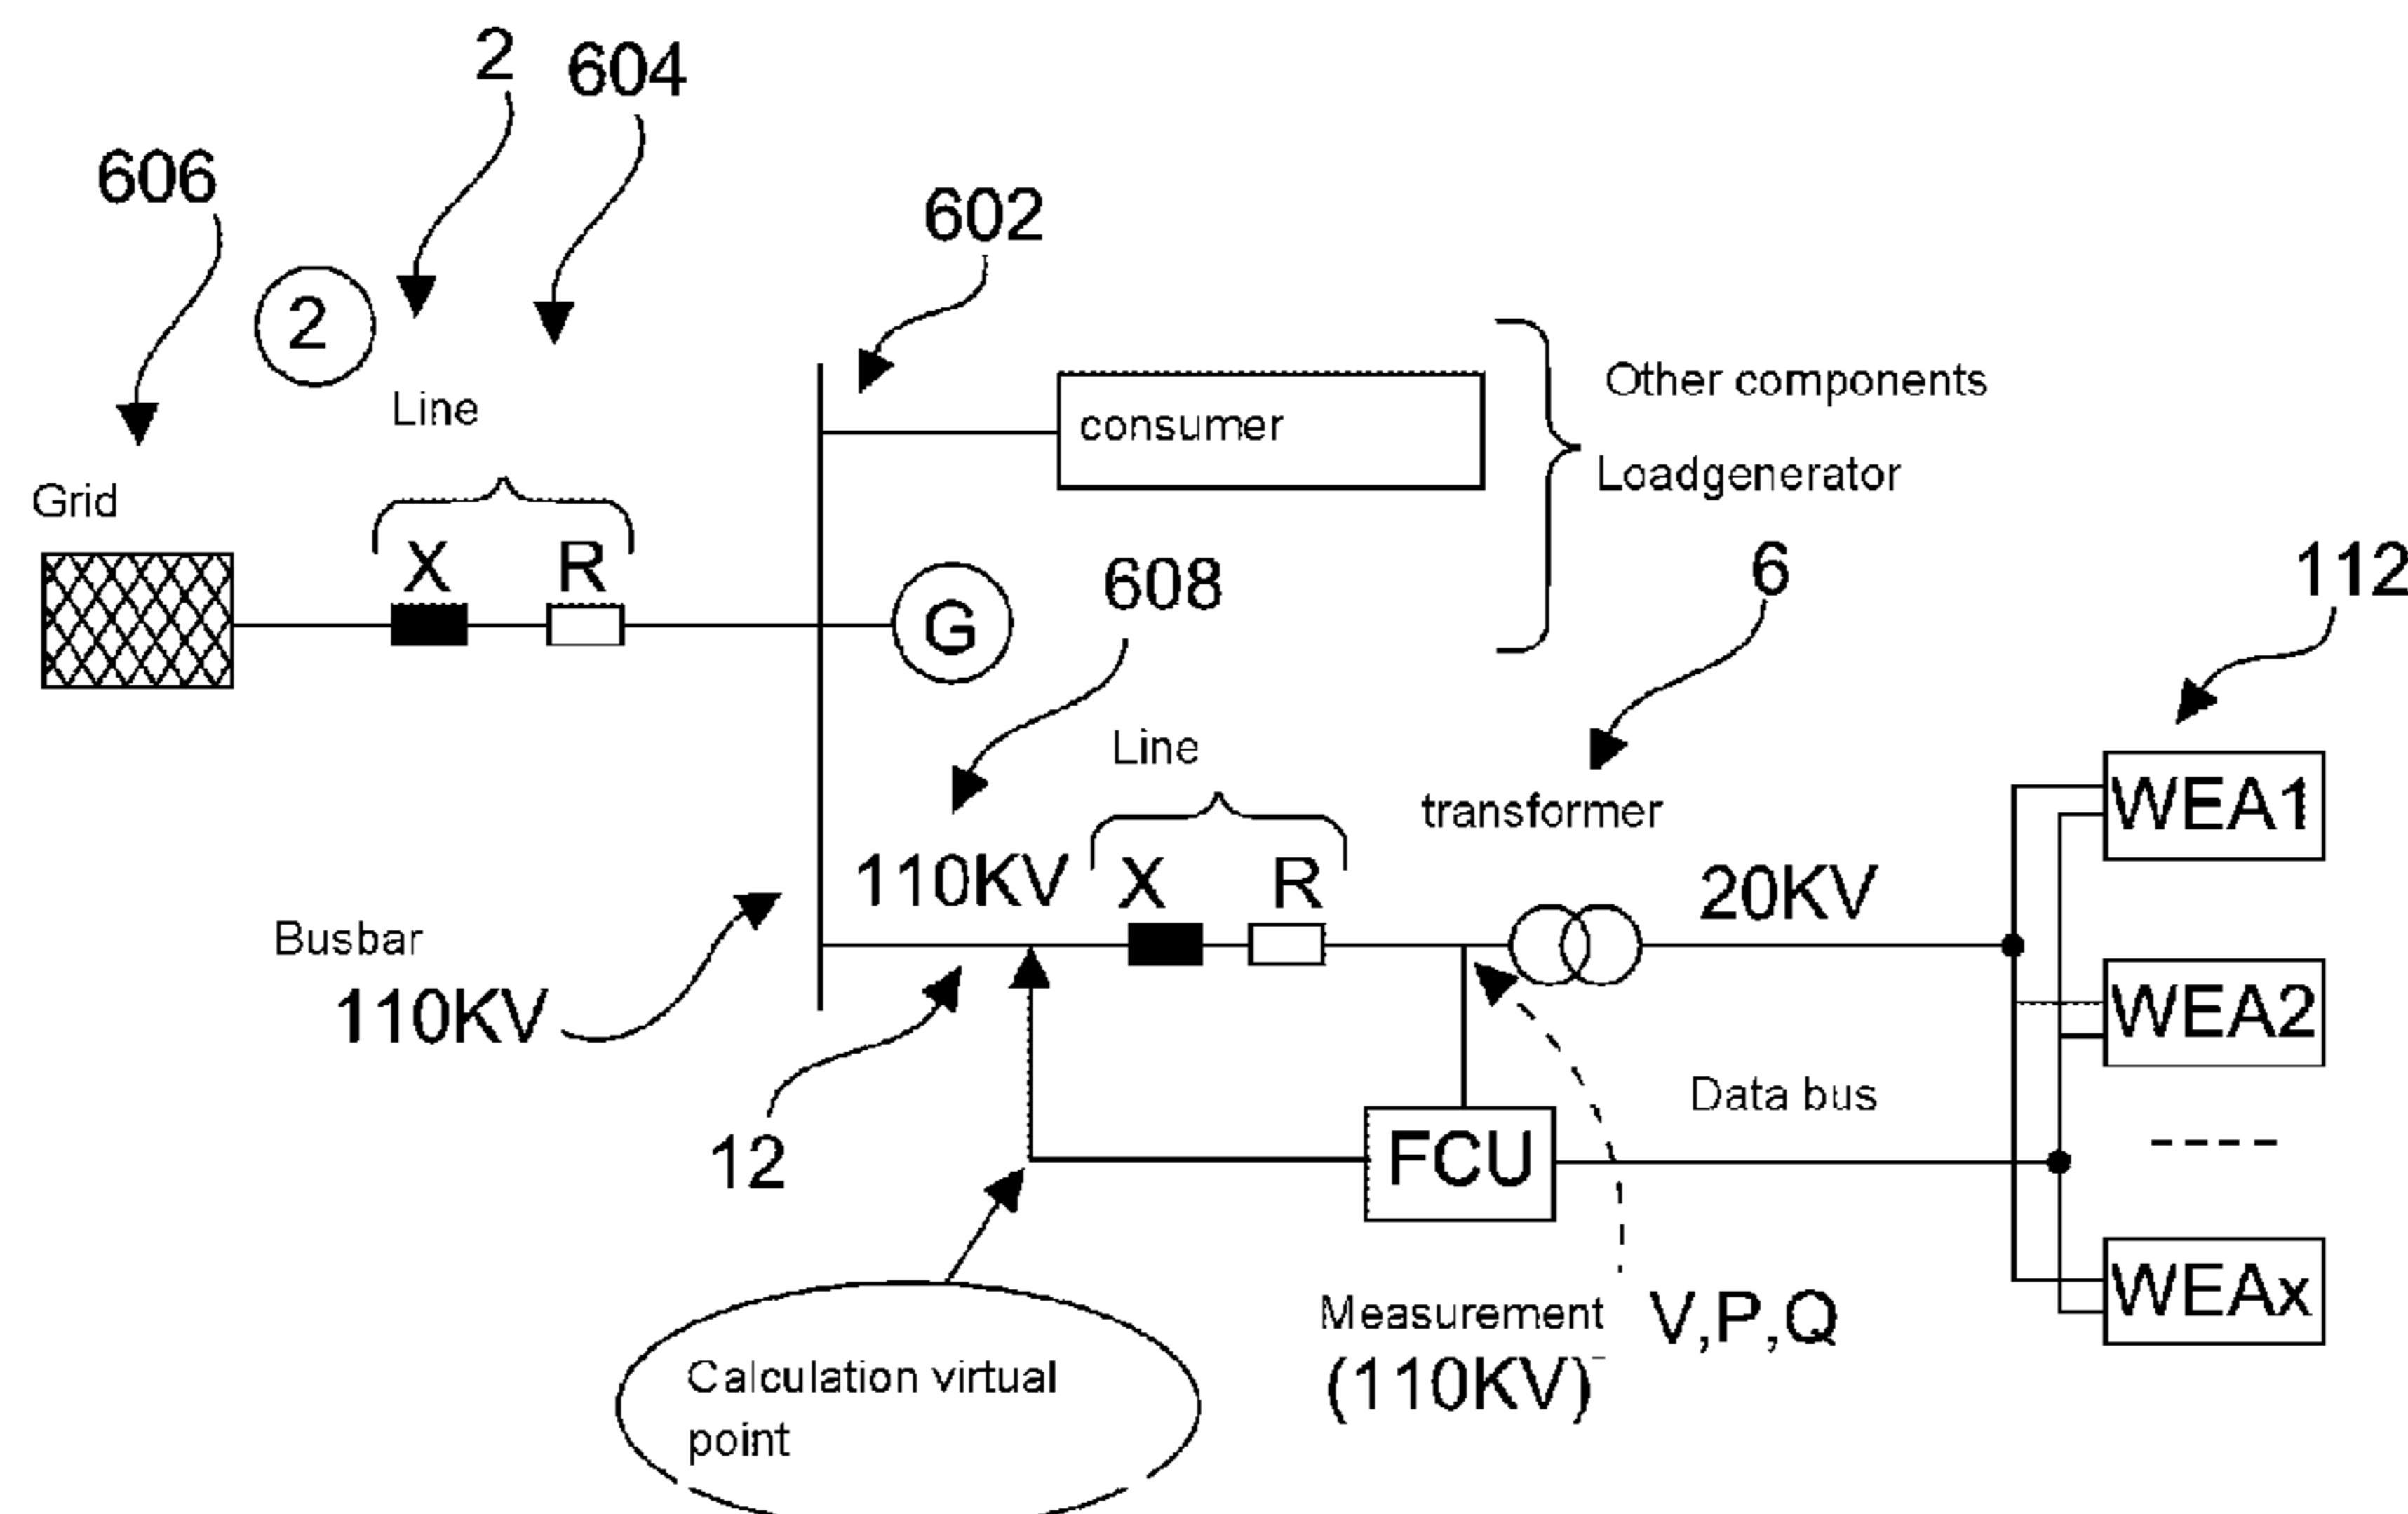 2
604
606
602
2
Line
Other components
consumer
Loadgenerator
Grid
X
R
608
6
112
G
Line
transformer
WEA1
110KV
X
R
20KV
Busbar
110KV
WEA2
Data bus
12
FCU
WEAx
Measurement
V,P,Q
(110KV)
Calculation virtual
point